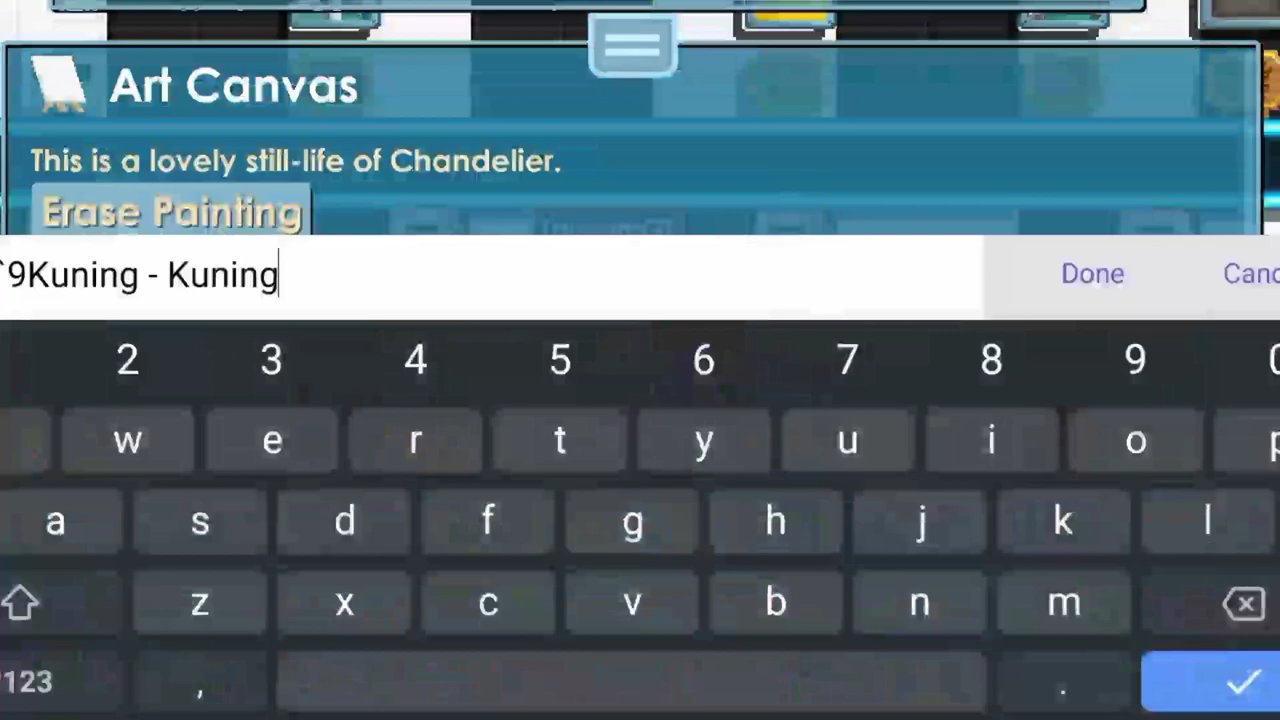 Art Canvas
This is a lovely still-life of Chandelier.
Erase Painting
`9Kuning - Kuning
Done
2 3 4 5 6 7 8 9
w e r t y u i o p
a s d f g h j k l
z x c v b n m
123 , .